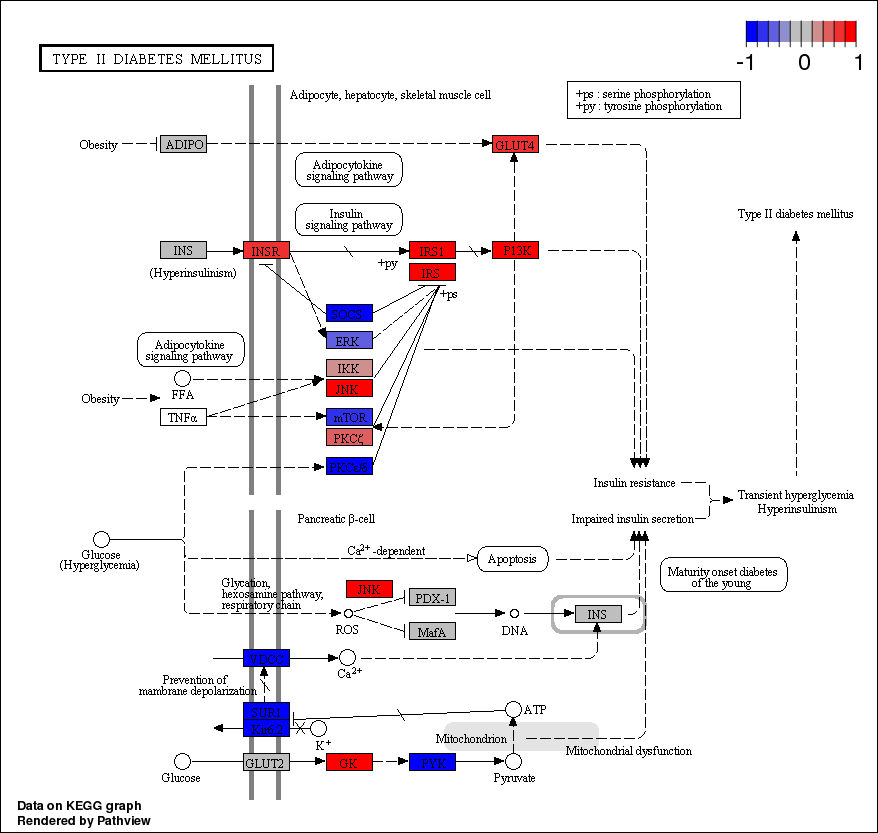 -1 0 1
TYPE II DIABETES MELLITUS
Adipocyte, hepatocyte, skeletal muscle cell
+ps : serine phosphorylation
+py : tyrosine phosphorylation
Obesity
ADIPO
GLUT4
Adipocytokine
signaling pathway
Insulin
signaling pathway
Type II diabetes mellitus
INS
INSR
IRS1
PI3K
(Hyperinsulinism)
+py
IRS
+ps
SOCS
ERK
Adipocytokine
signaling pathway
IKK
FFA
JNK
Obesity
TNFα
mTOR
PKCζ
Insulin resistance
Transient hyperglycemia
Hyperinsulinism
Pancreatic β-cell
Impaired insulin secretion
Glucose
(Hyperglycemia)
Ca2+ -dependent
Apoptosis
Maturity onset diabetes
of the young
Glycation,
hexosamine pathway,
respiratory chain
JNK
PDX-1
ROS
DNA
INS
MafA
Ca2+
Prevention of
membrane depolarization
SUR1
Kir6.2
ATP
K+
Mitochondrion
Mitochondrial dysfunction
Glucose
GLUT2
GK
PYK
Pyruvate
Data on KEGG graph
Rendered by Pathview